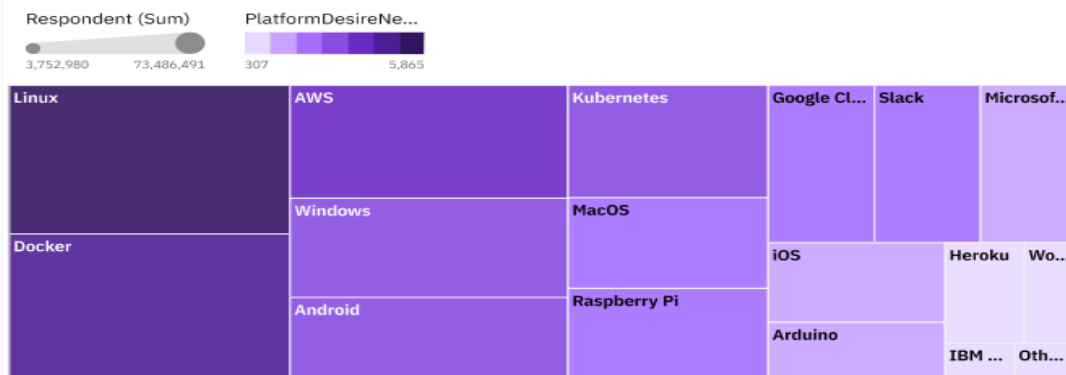 Respondent (Sum)
PlatformDesireNe...
3,752,980
73,486,491
307
5,865
Linux
AWS
Kubernetes
Google Cl...
Slack
Microsof...
Windows
MacOS
Docker
iOS
Heroku
Wo...
Android
Raspberry Pi
Arduino
IBM ...
Oth...